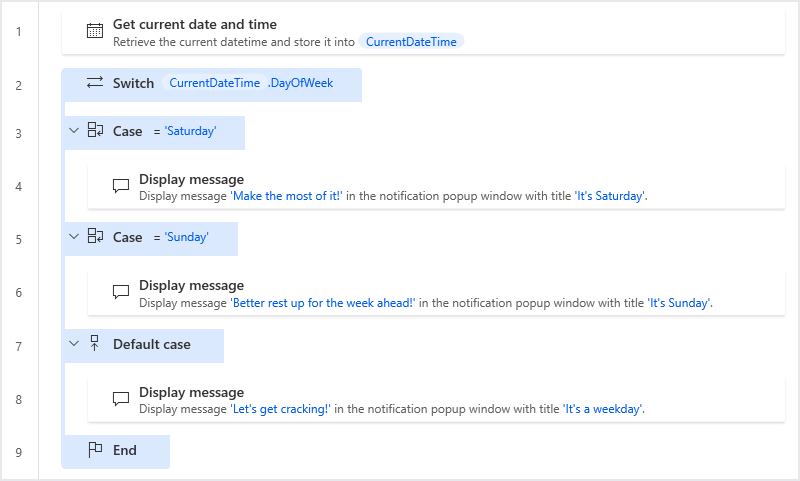 1
Get current date and time
Retrieve the current datetime and store it into CurrentDateTime
2
Switch CurrentDateTime .DayOfWeek
3
Case = 'Saturday'
4
Display message
Display message 'Make the most of it!' in the notification popup window with title 'It's Saturday'.
5
Case = 'Sunday'
6
Display message
Display message 'Better rest up for the week ahead!' in the notification popup window with title 'It's Sunday'.
7
Default case
8
Display message
Display message 'Let's get cracking!' in the notification popup window with title 'It's a weekday'.
9
End